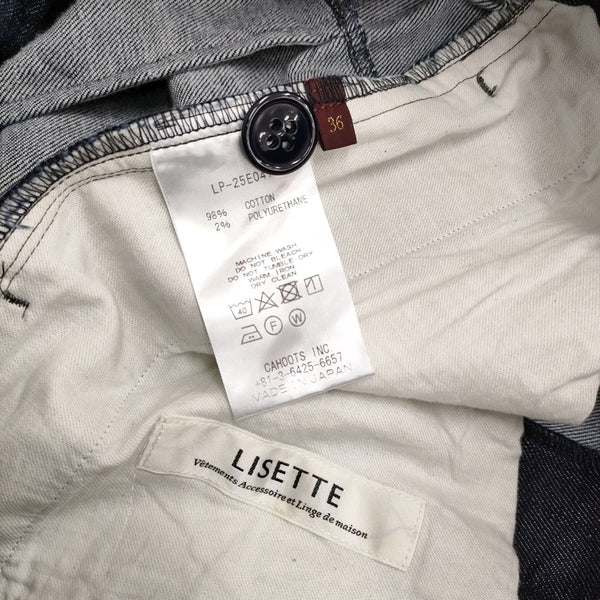 36
LP-25E04
98% COTTON
2% POLYURETHANE
MACHINE WASH
DO NOT BLEACH
DO NOT TUMBLE DRY
WARM IRON
DRY CLEAN
40
F W
CAHOOTS INC
+81-3-6425-6657
MADE IN JAPAN
LISETTE
Vêtements Accessoire et Linge de maison